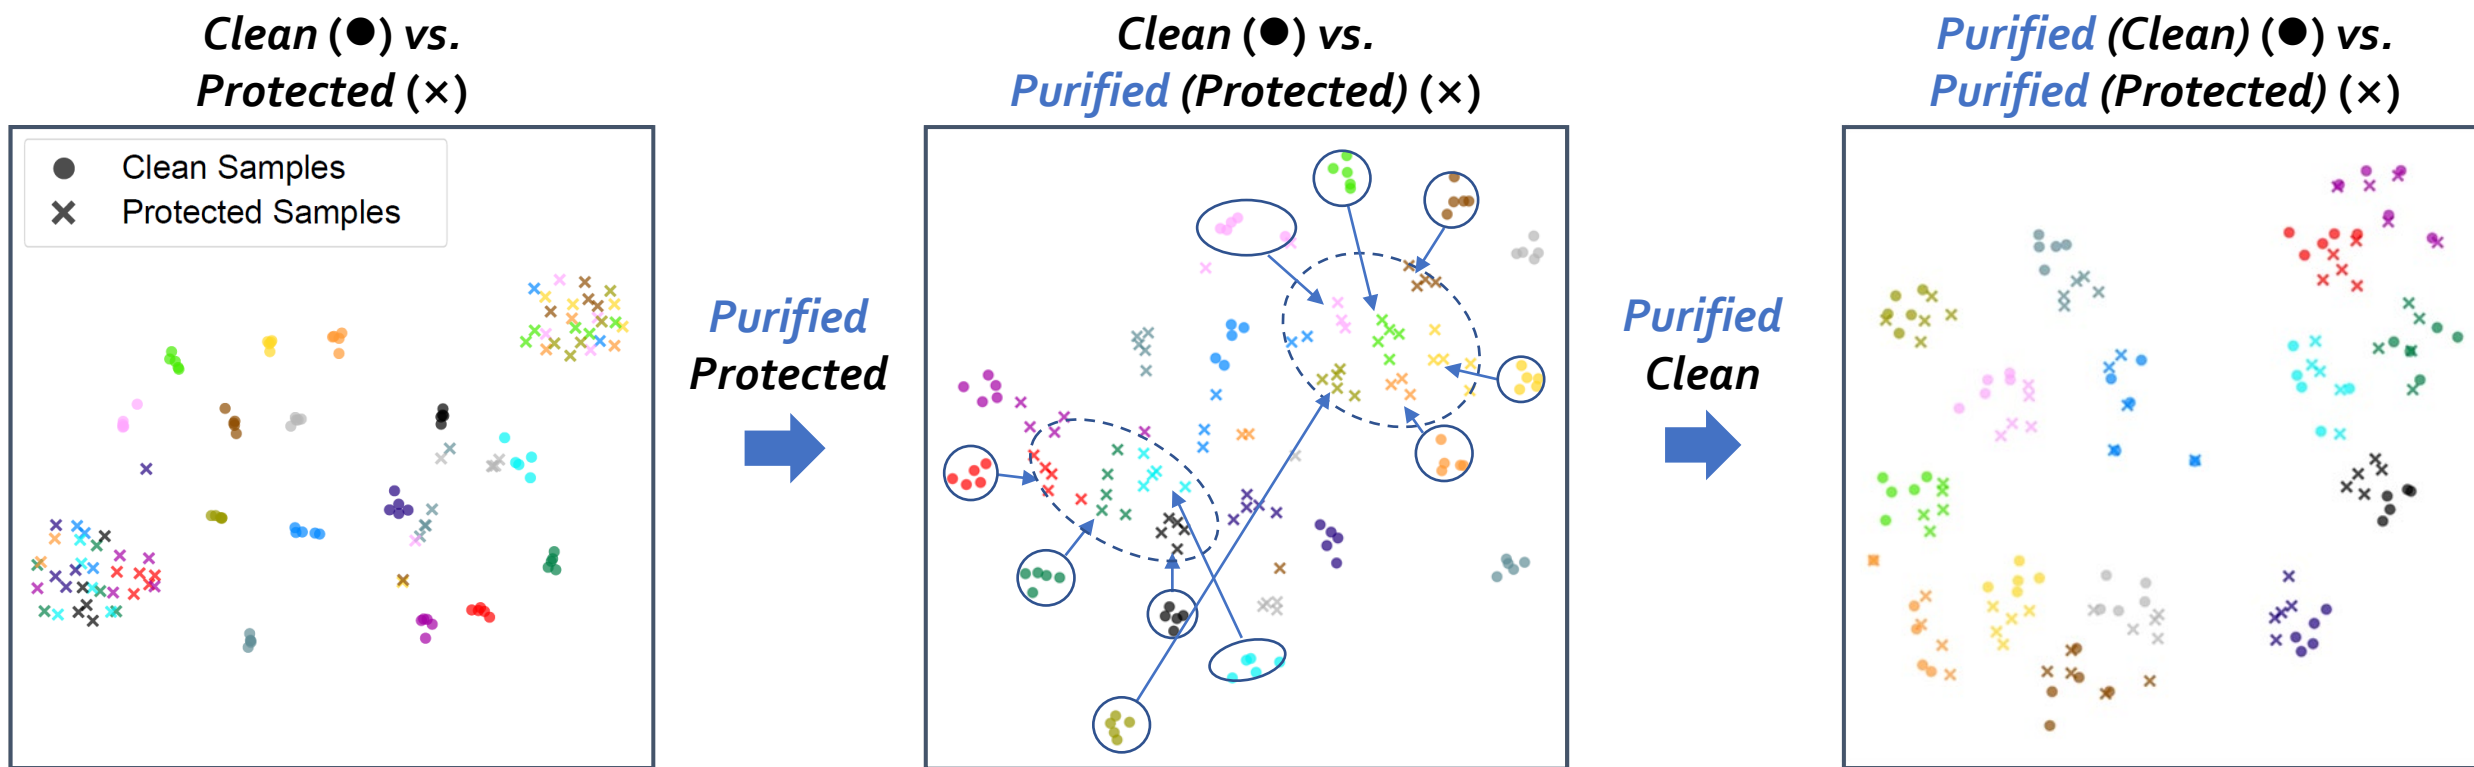 Clean (●) vs.
Protected (×)
Clean (●) vs.
Purified (Protected) (×)
Purified (Clean) (●) vs.
Purified (Protected) (×)
Clean Samples
Protected Samples
Purified
Protected
Purified
Clean